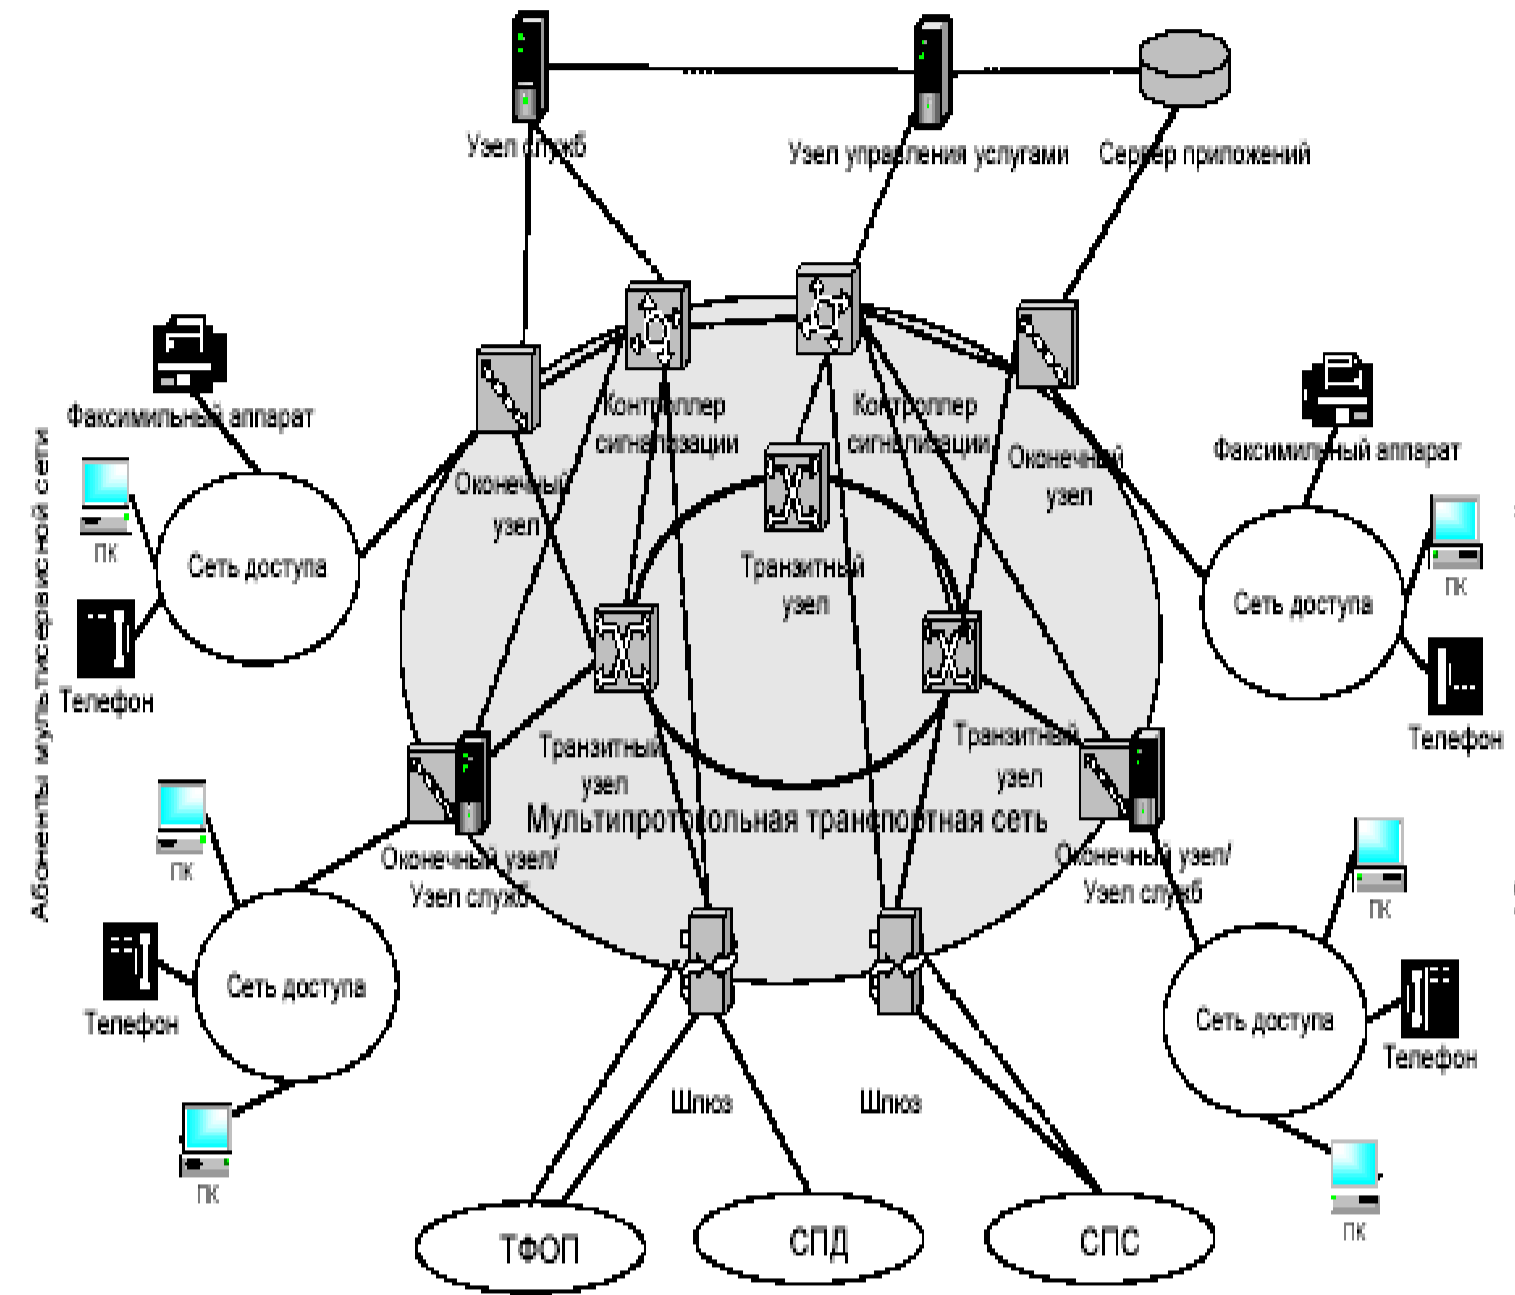 Узел служб
Узел управления услугами
Сервер приложений
Факсимильный аппарат
Контроллер
сигнализации
Контроллер
сигнализации
Оконечный
узел
Факсимильный аппарат
Оконечный
узел
ПК
Сеть доступа
Телефон
Транзитный
узел
ПК
Сеть доступа
Телефон
Абоненты мультисервисной сети
Транзитный
узел
Транзитный
узел
Мультипротокольная транспортная сеть
Оконечный узел/
Узел служб
Оконечный узел/
Узел служб
ПК
Сеть доступа
Телефон
ПК
ПК
Сеть доступа
Телефон
ПК
Шлюз
Шлюз
ТФОП
СПД
СПС